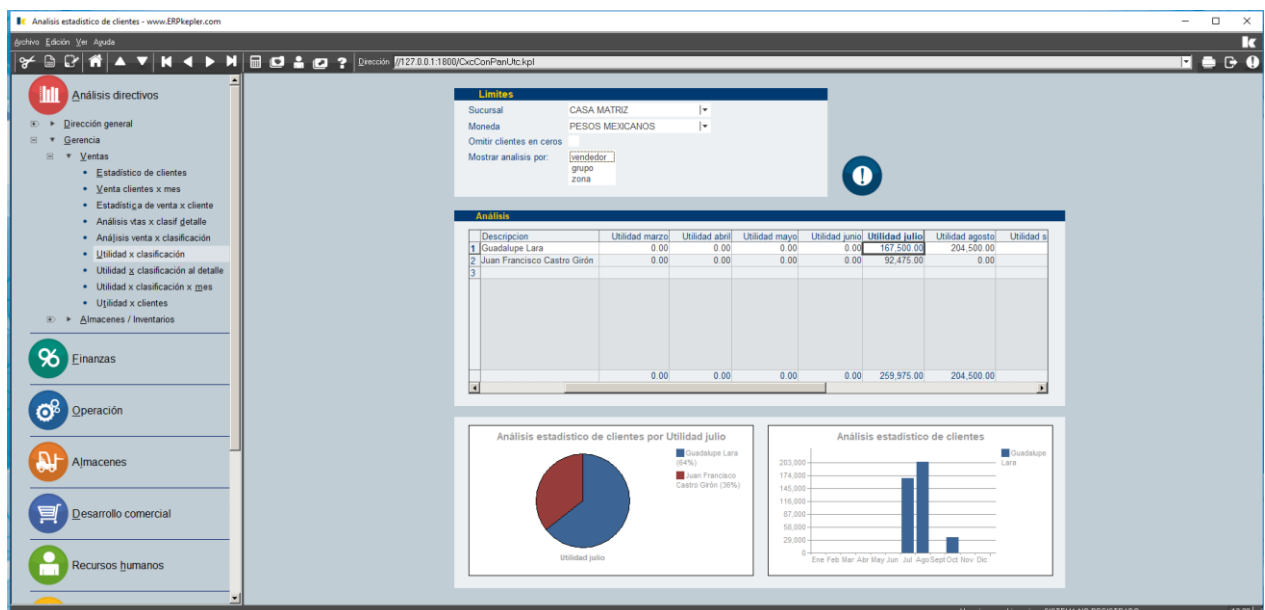 Analisis estadistico de clientes - www.ERPkepler.com
Archivo Edición Ver Ayuda
Dirección //127.0.0.1:1800/CxcConPanUtc.kpl
Análisis directivos
Dirección general
Gerencia
Ventas
Estadístico de clientes
Venta clientes x mes
Estadística de venta x cliente
Análisis vtas x clasif detalle
Análisis venta x clasificación
Utilidad x clasificación
Utilidad x clasificación al detalle
Utilidad x clasificación x mes
Utilidad x clientes
Almacenes / Inventarios
Finanzas
Operación
Almacenes
Desarrollo comercial
Recursos humanos
Limites
Sucursal CASA MATRIZ
Moneda PESOS MEXICANOS
Omitir clientes en ceros
Mostrar analisis por: vendedor
grupo
zona
Análisis
Descripcion Utilidad marzo Utilidad abril Utilidad mayo Utilidad junio Utilidad julio Utilidad agosto Utilidad s
1 Guadalupe Lara 0.00 0.00 0.00 0.00 167,500.00 204,500.00
2 Juan Francisco Castro Girón 0.00 0.00 0.00 0.00 92,475.00 0.00
3
0.00 0.00 0.00 0.00 259,975.00 204,500.00
Análisis estadístico de clientes por Utilidad julio
Guadalupe Lara
(64%)
Juan Francisco
Castro Girón (36%)
Utilidad julio
Análisis estadístico de clientes
Guadalupe
Lara
203,000
174,000
145,000
116,000
87,000
58,000
29,000
0
Ene Feb Mar Abr May Jun Jul Ago Sept Oct Nov Dic